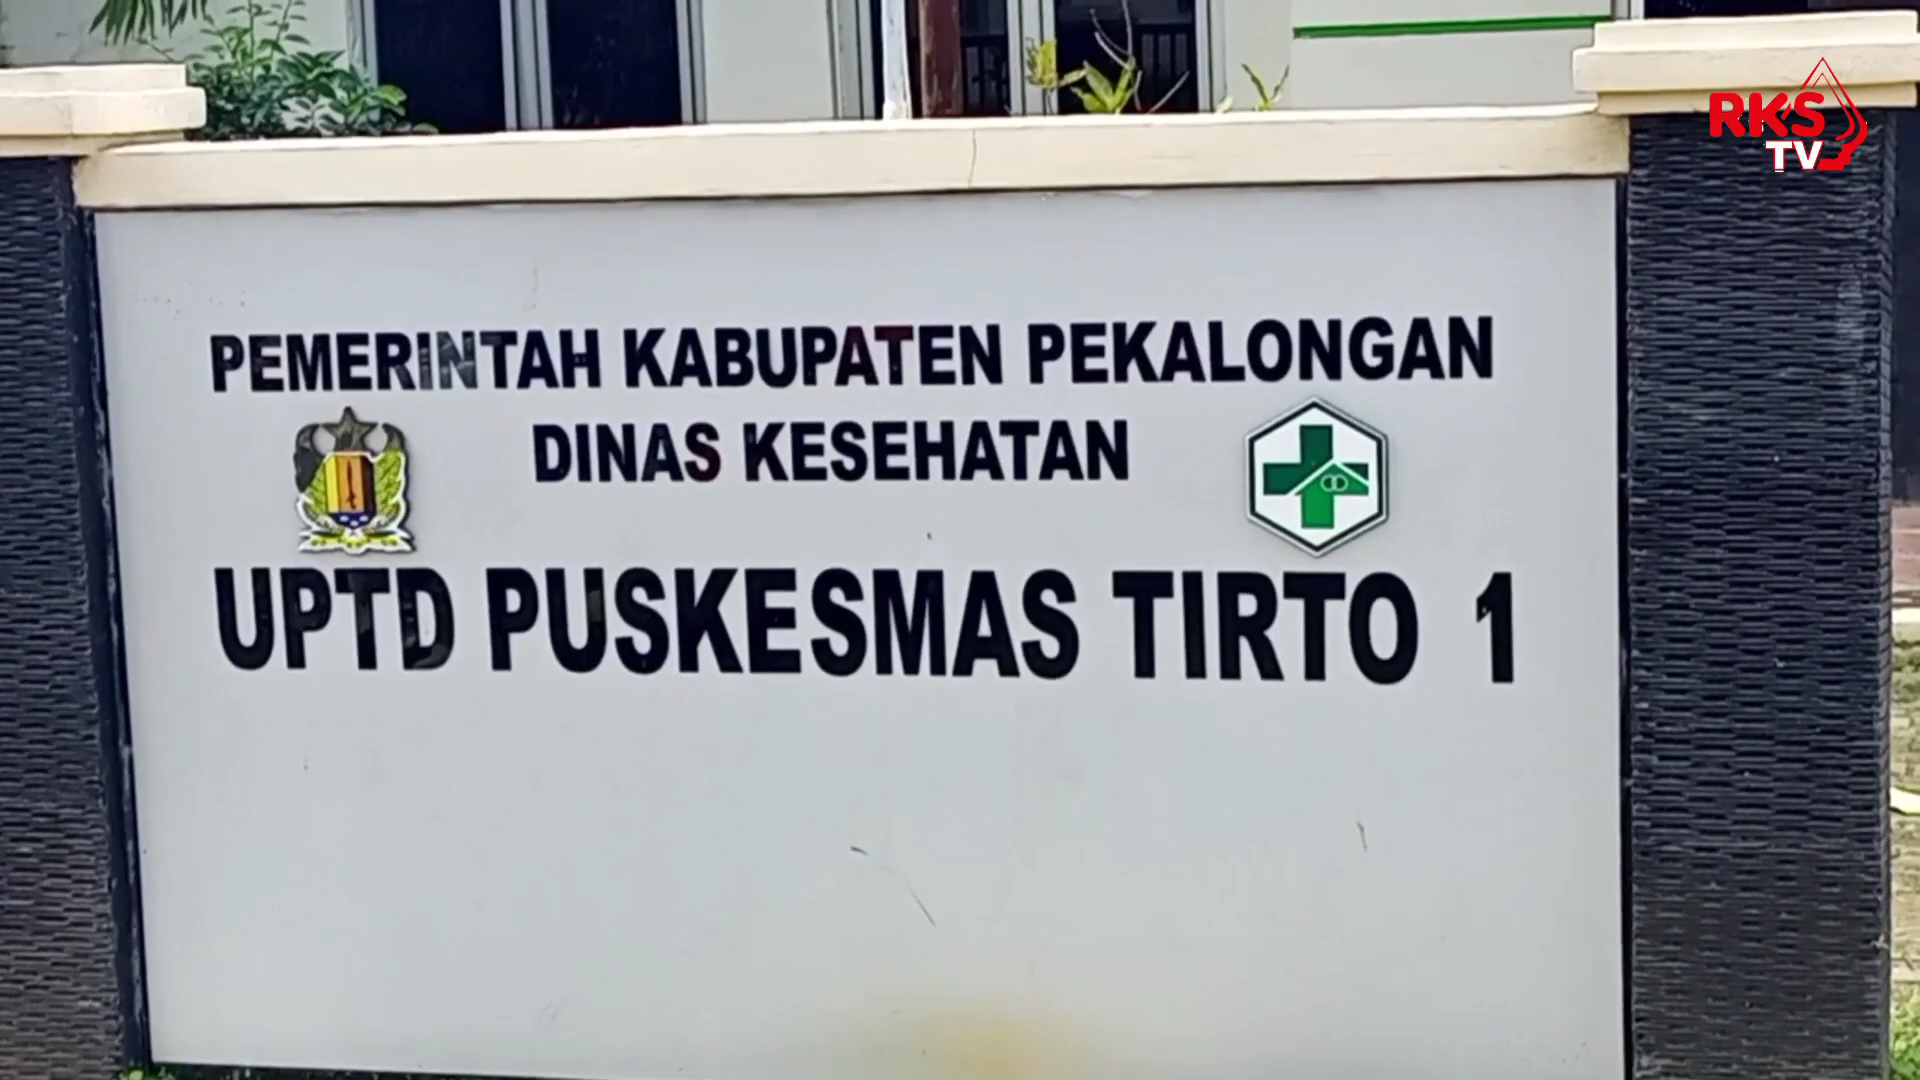 RKS
TV
PEMERINTAH KABUPATEN PEKALONGAN
DINAS KESEHATAN
UPTD PUSKESMAS TIRTO 1